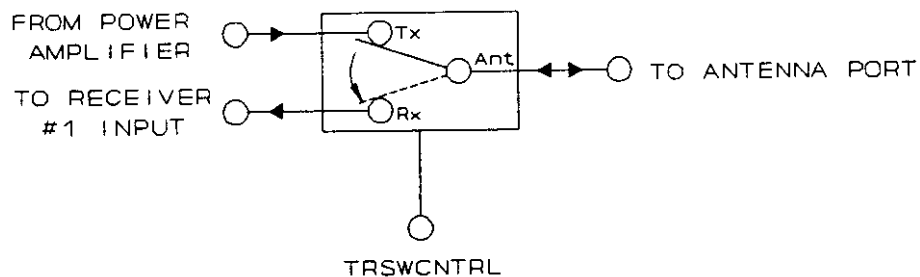 FROM POWER
AMPLIFIER
Tx
Ant
TO ANTENNA PORT
TO RECEIVER
#1 INPUT
Rx
TRSWCNTRL